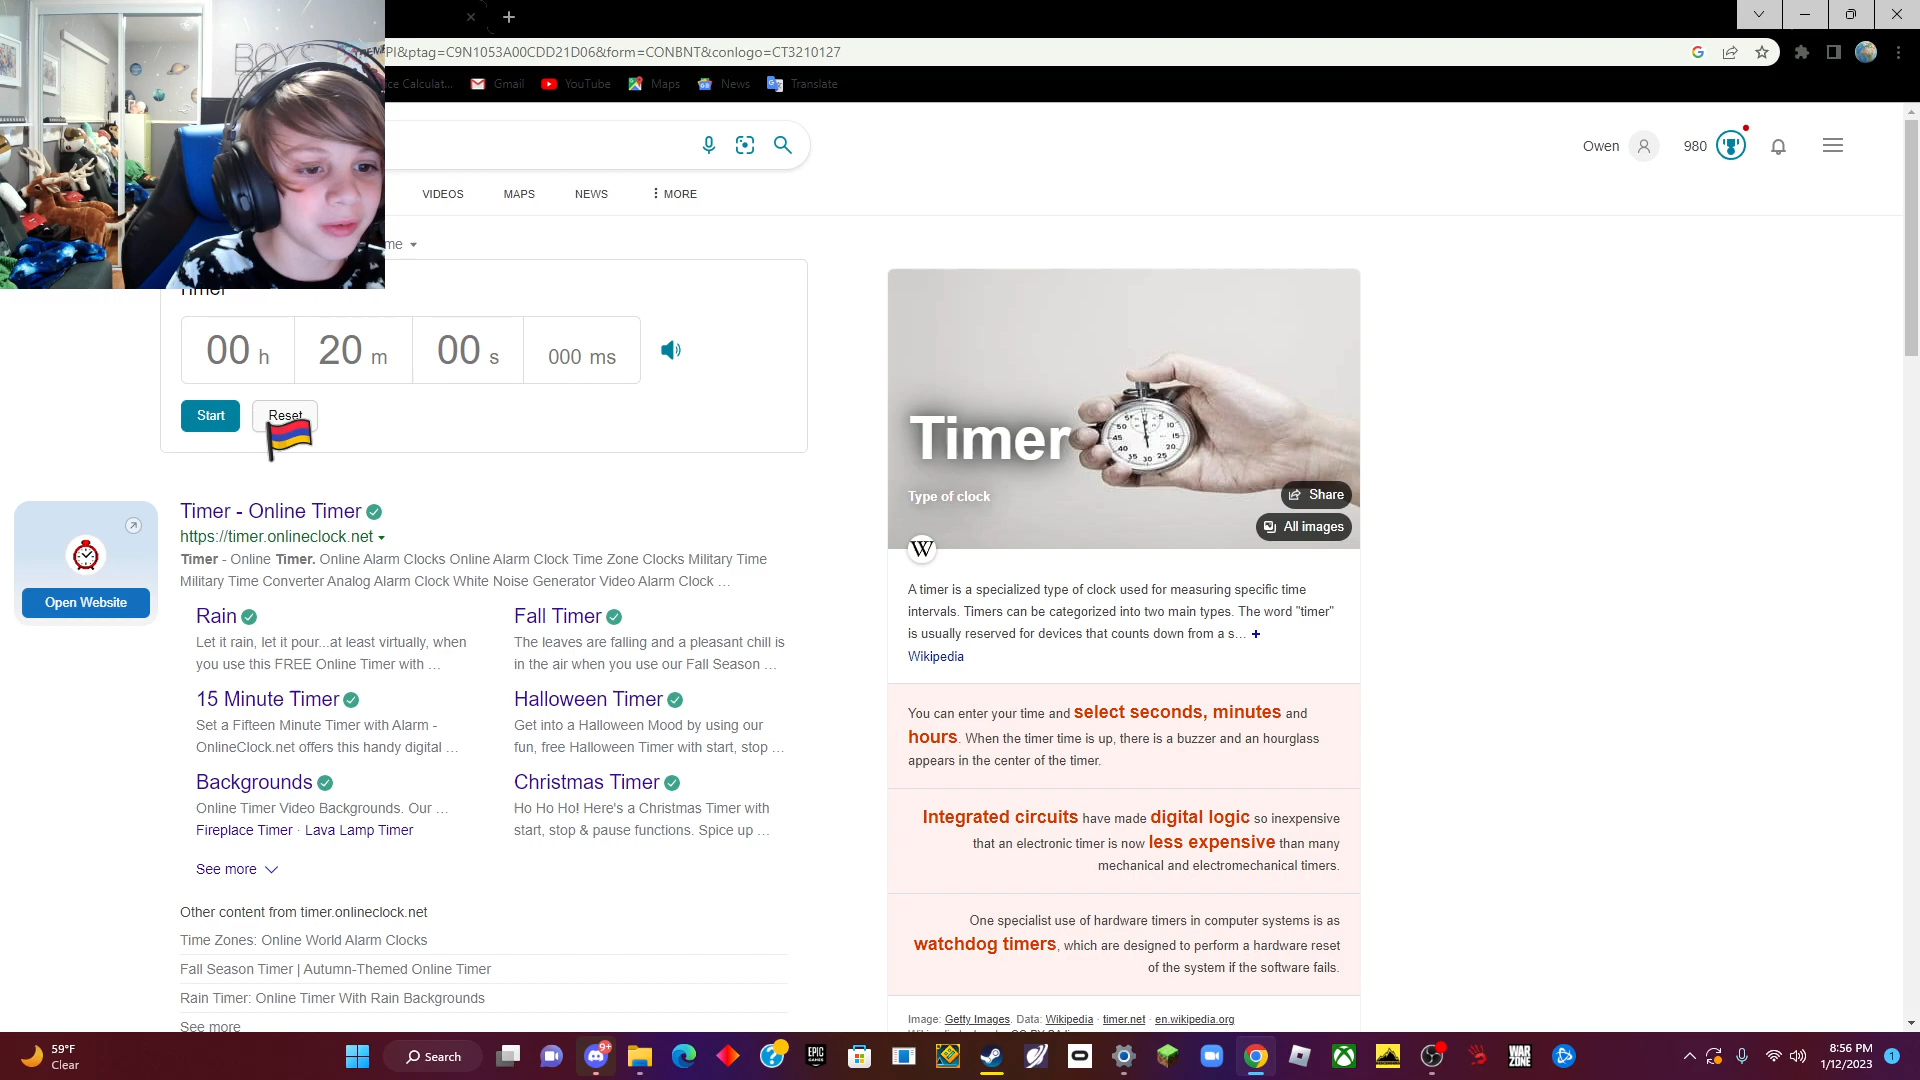 PI&ptag=C9N1053A00CDD21D06&form=CONBNT&conlogo=CT3210127
ce Calculat...
Gmail
YouTube
Maps
News
Translate
BOYS
Owen
980
VIDEOS
MAPS
NEWS
MORE
me
Timer
00 h
20 m
00 s
000 ms
Start
Reset
Timer - Online Timer
https://timer.onlineclock.net
Timer - Online Timer. Online Alarm Clocks Online Alarm Clock Time Zone Clocks Military Time
Military Time Converter Analog Alarm Clock White Noise Generator Video Alarm Clock ...
Open Website
Rain
Let it rain, let it pour...at least virtually, when
you use this FREE Online Timer with ...
Fall Timer
The leaves are falling and a pleasant chill is
in the air when you use our Fall Season ...
15 Minute Timer
Set a Fifteen Minute Timer with Alarm -
OnlineClock.net offers this handy digital ...
Halloween Timer
Get into a Halloween Mood by using our
fun, free Halloween Timer with start, stop ...
Backgrounds
Online Timer Video Backgrounds. Our ...
Fireplace Timer · Lava Lamp Timer
Christmas Timer
Ho Ho Ho! Here's a Christmas Timer with
start, stop & pause functions. Spice up ...
See more
Other content from timer.onlineclock.net
Time Zones: Online World Alarm Clocks
Fall Season Timer | Autumn-Themed Online Timer
Rain Timer: Online Timer With Rain Backgrounds
See more
Timer
Type of clock
Share
All images
W
A timer is a specialized type of clock used for measuring specific time
intervals. Timers can be categorized into two main types. The word "timer"
is usually reserved for devices that counts down from a s... +
Wikipedia
You can enter your time and select seconds, minutes and
hours. When the timer time is up, there is a buzzer and an hourglass
appears in the center of the timer.
Integrated circuits have made digital logic so inexpensive
that an electronic timer is now less expensive than many
mechanical and electromechanical timers.
One specialist use of hardware timers in computer systems is as
watchdog timers, which are designed to perform a hardware reset
of the system if the software fails.
Image: Getty Images. Data: Wikipedia · timer.net · en.wikipedia.org
59°F
Clear
Search
9+
EPIC
GAMES
WAR
ZONE
8:56 PM
1/12/2023
1